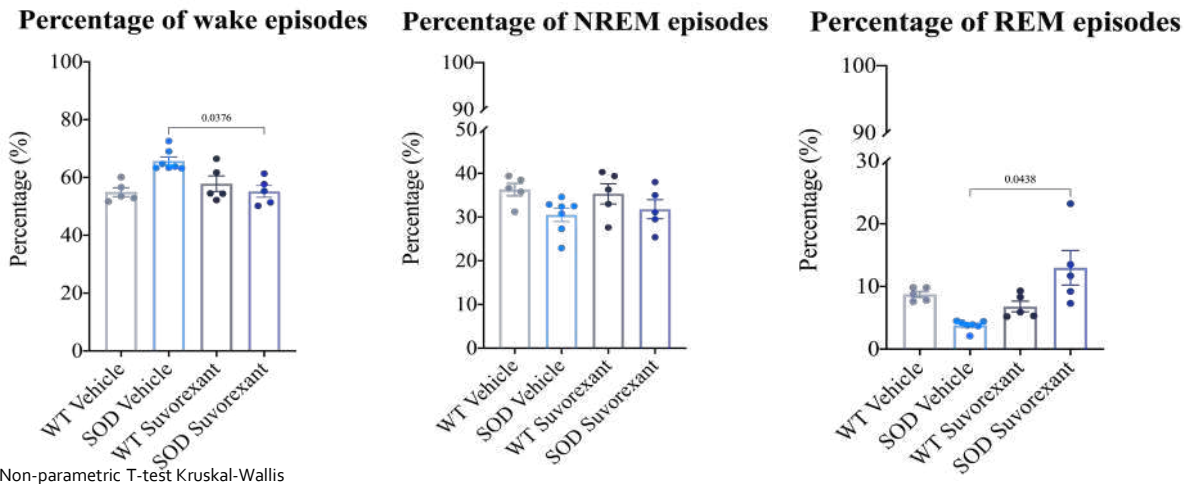 Percentage of wake episodes
Percentage (%)
100
80
60
40
20
0
0.0376
WT Vehicle
SOD Vehicle
WT Suvorexant
SOD Suvorexant
Percentage of NREM episodes
Percentage (%)
100
90
50
40
30
20
10
0
WT Vehicle
SOD Vehicle
WT Suvorexant
SOD Suvorexant
Percentage of REM episodes
Percentage (%)
100
90
30
20
10
0
0.0438
WT Vehicle
SOD Vehicle
WT Suvorexant
SOD Suvorexant
Non-parametric T-test Kruskal-Wallis